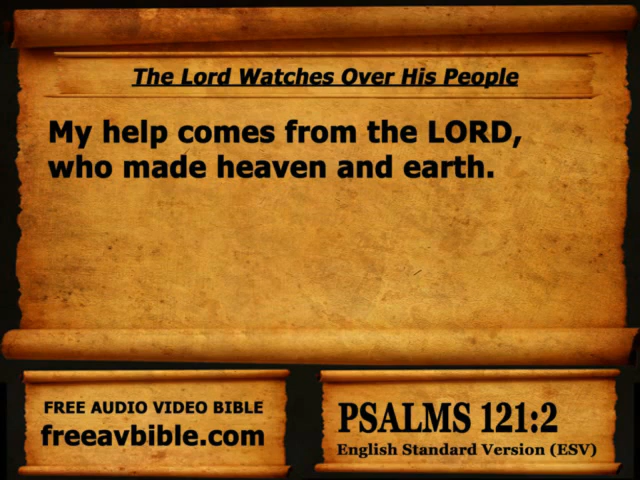 The Lord Watches Over His People
My help comes from the LORD,
who made heaven and earth.
FREE AUDIO VIDEO BIBLE
freeavbible.com
PSALMS 121:2
English Standard Version (ESV)